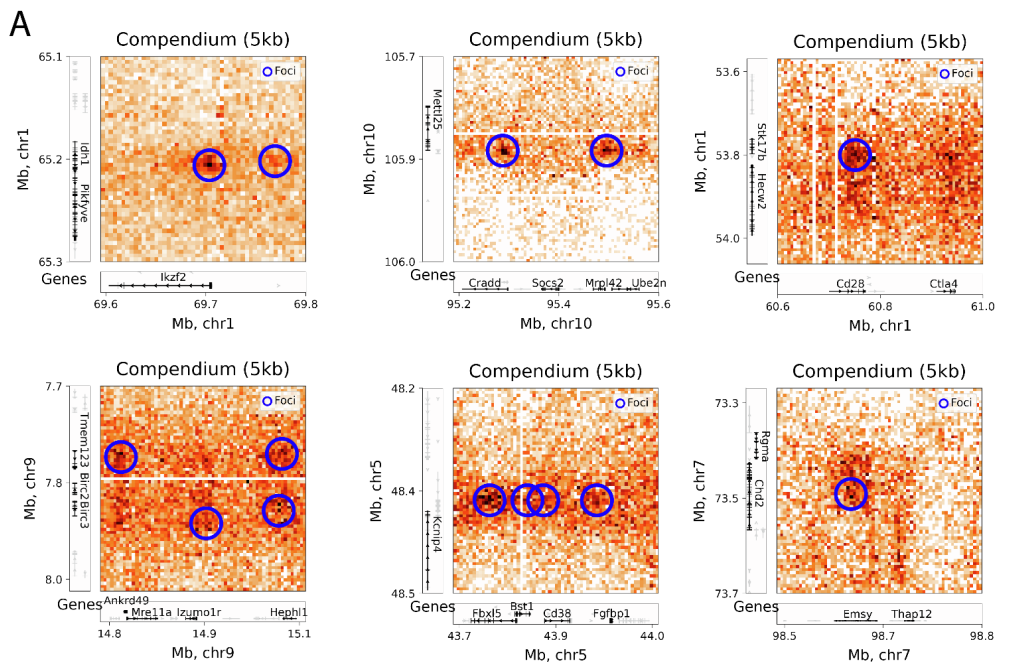 A
Compendium (5kb)
65.1
65.2
65.3
Mb, chr1
Idh1
Pikfyve
Foci
Genes
Ikzf2
69.6
69.7
69.8
Mb, chr1
Compendium (5kb)
105.7
105.9
106.0
Mb, chr10
Mettl25
Foci
Genes
Cradd
Socs2
Mrpl42
Ube2n
95.2
95.4
95.6
Mb, chr10
Compendium (5kb)
53.6
53.8
54.0
Mb, chr1
Stk17b
Hecw2
Foci
Genes
Cd28
Ctla4
60.6
60.8
61.0
Mb, chr1
Compendium (5kb)
7.7
7.8
8.0
Mb, chr9
Tmem123
Birc2
Birc3
Foci
Genes
Ankrd49
Mre11a
Izumo1r
Hephl1
14.8
14.9
15.1
Mb, chr9
Compendium (5kb)
48.2
48.4
48.5
Mb, chr5
Kcnip4
Foci
Genes
Fbxl5
Bst1
Cd38
Fgfbp1
43.7
43.9
44.0
Mb, chr5
Compendium (5kb)
73.3
73.5
73.7
Mb, chr7
Rgma
Chd2
Foci
Genes
Emsy
Thap12
98.5
98.7
98.8
Mb, chr7